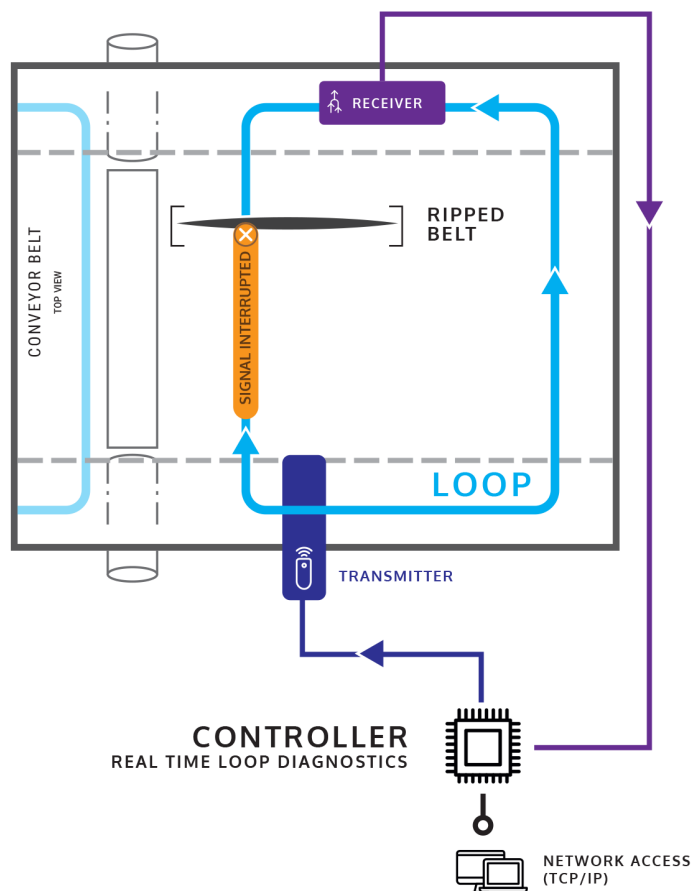 RECEIVER
RIPPED
BELT
CONVEYOR BELT
TOP VIEW
SIGNAL INTERRUPTED
LOOP
TRANSMITTER
CONTROLLER
REAL TIME LOOP DIAGNOSTICS
NETWORK ACCESS
(TCP/IP)